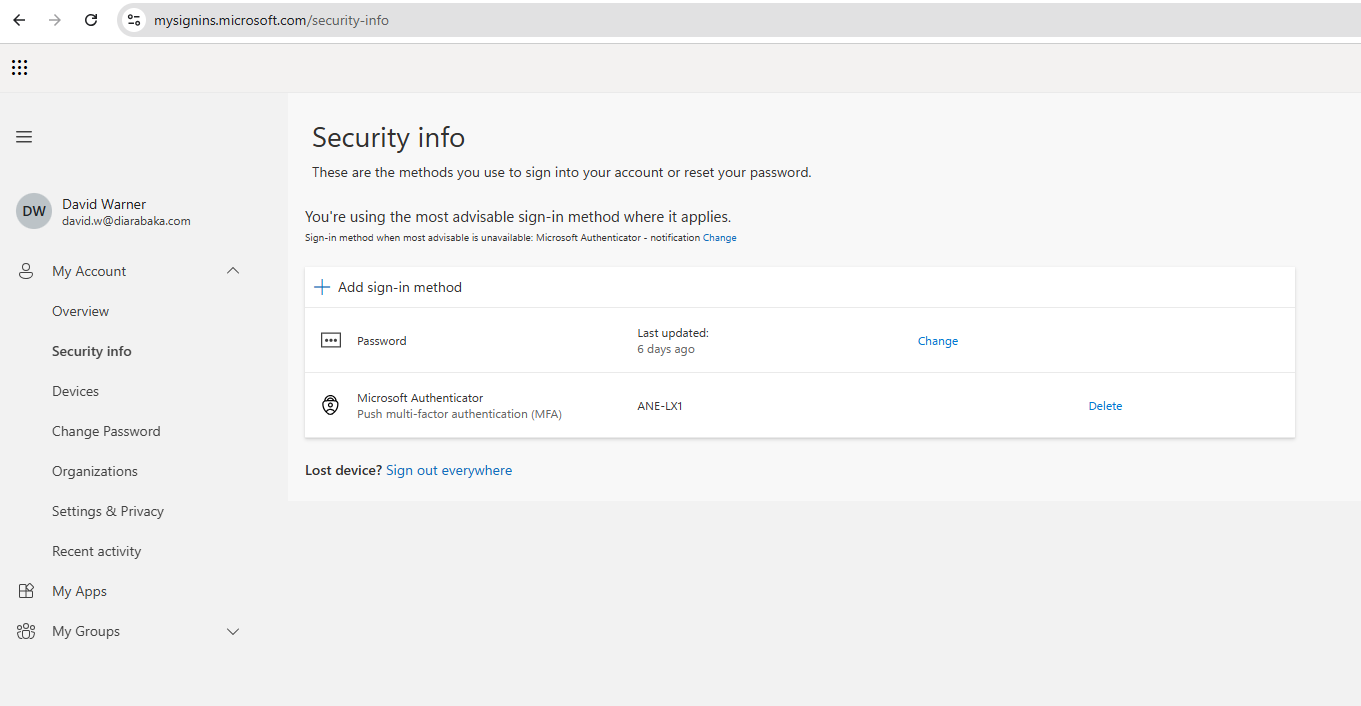 mysignins.microsoft.com/security-info
Security info
These are the methods you use to sign into your account or reset your password.
DW
David Warner
david.w@diarabaka.com
You're using the most advisable sign-in method where it applies.
Sign-in method when most advisable is unavailable: Microsoft Authenticator - notification Change
My Account
Overview
Security info
Devices
Change Password
Organizations
Settings & Privacy
Recent activity
My Apps
My Groups
Add sign-in method
Password
Last updated:
6 days ago
Change
Microsoft Authenticator
Push multi-factor authentication (MFA)
ANE-LX1
Delete
Lost device? Sign out everywhere